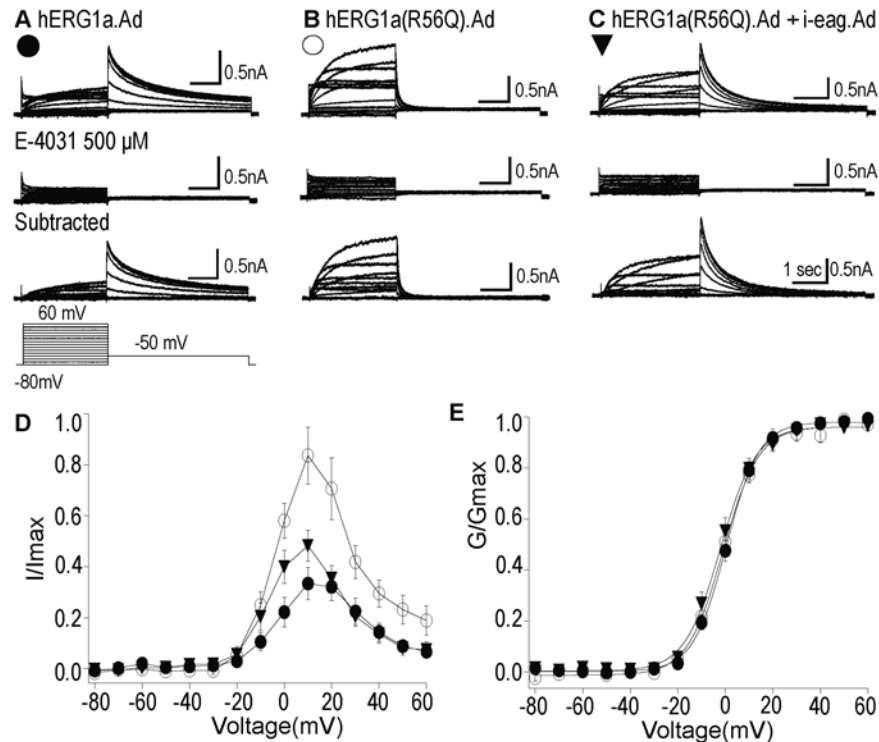 A hERG1a.Ad
B hERG1a(R56Q).Ad
C hERG1a(R56Q).Ad + i-eag.Ad
0.5nA
0.5nA
0.5nA
E-4031 500 µM
0.5nA
0.5nA
0.5nA
Subtracted
0.5nA
0.5nA
1 sec 0.5nA
60 mV
-50 mV
-80mV
D
I/Imax
1.0
0.8
0.6
0.4
0.2
0.0
-80 -60 -40 -20 0 20 40 60
Voltage(mV)
E
G/Gmax
1.0
0.8
0.6
0.4
0.2
0.0
-80 -60 -40 -20 0 20 40 60
Voltage(mV)